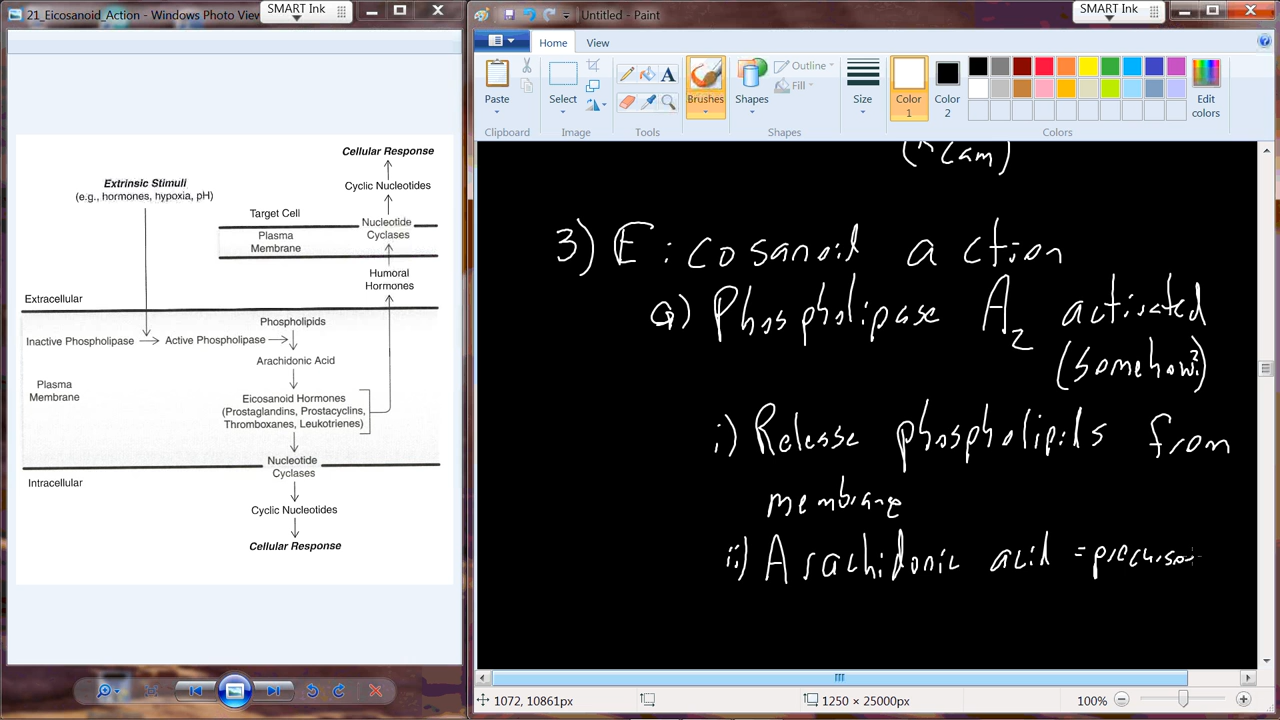 21_Eicosanoid_Action - Windows Photo View
SMART Ink
Extrinsic Stimuli
(e.g., hormones, hypoxia, pH)
Cellular Response
Cyclic Nucleotides
Target Cell
Nucleotide
Cyclases
Plasma
Membrane
Humoral
Hormones
Extracellular
Phospholipids
Inactive Phospholipase
Active Phospholipase
Arachidonic Acid
Plasma
Membrane
Eicosanoid Hormones
(Prostaglandins, Prostacyclins,
Thromboxanes, Leukotrienes)
Nucleotide
Cyclases
Intracellular
Cyclic Nucleotides
Cellular Response
Untitled - Paint
SMART Ink
Home
View
Paste
Select
Brushes
Shapes
Outline
Fill
Size
Color
1
Color
2
Edit
colors
Clipboard
Image
Tools
Shapes
Colors
3) Eicosanoid action
a) Phospholipase A2 activated
(somehow?)
i) Release phospholipids from
membrane
ii) Arachidonic acid = precursor
1072, 10861px
1250 × 25000px
100%